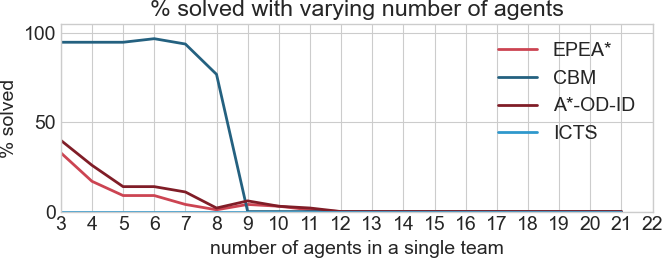 % solved with varying number of agents
% solved
100
50
0
EPEA*
CBM
A*-OD-ID
ICTS
3 4 5 6 7 8 9 10 11 12 13 14 15 16 17 18 19 20 21 22
number of agents in a single team